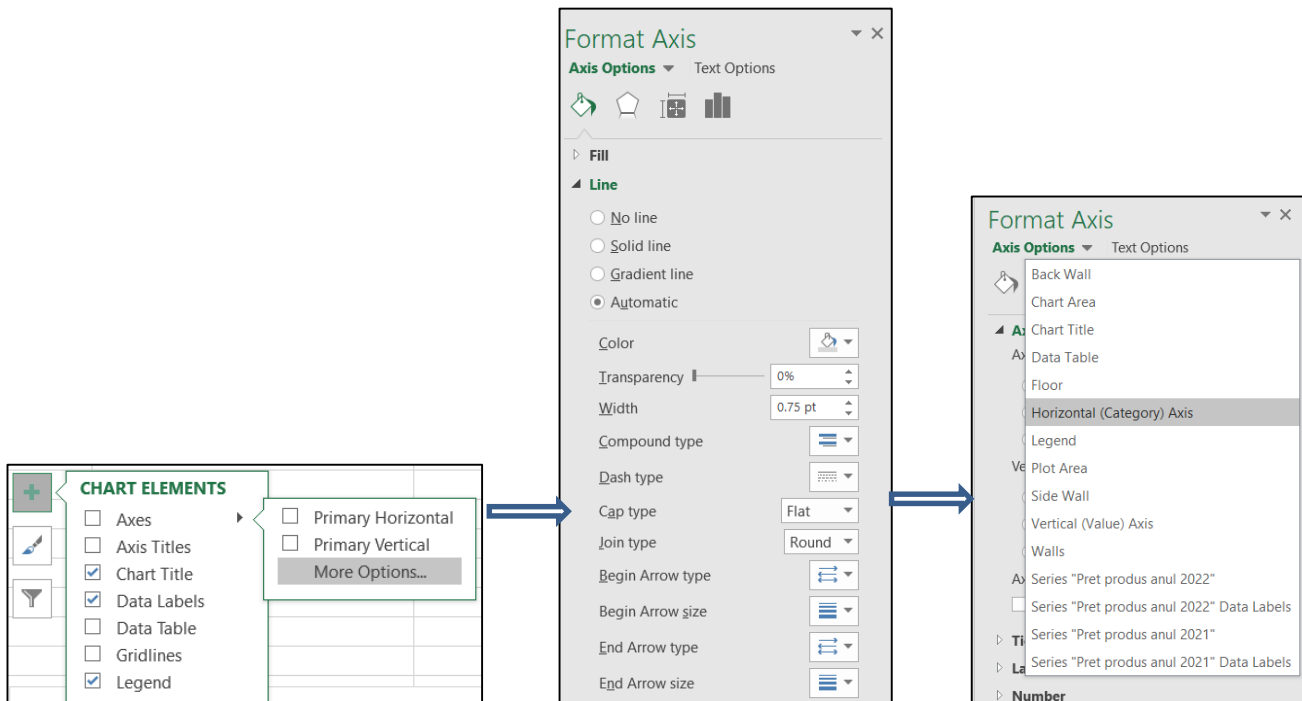 CHART ELEMENTS
Axes
Axis Titles
Chart Title
Data Labels
Data Table
Gridlines
Legend
Primary Horizontal
Primary Vertical
More Options...
Format Axis
Axis Options Text Options
Fill
Line
No line
Solid line
Gradient line
Automatic
Color
Transparency 0%
Width 0.75 pt
Compound type
Dash type
Cap type Flat
Join type Round
Begin Arrow type
Begin Arrow size
End Arrow type
End Arrow size
Format Axis
Axis Options Text Options
Back Wall
Chart Area
Chart Title
Data Table
Floor
Horizontal (Category) Axis
Legend
Plot Area
Side Wall
Vertical (Value) Axis
Walls
Series "Pret produs anul 2022"
Series "Pret produs anul 2022" Data Labels
Series "Pret produs anul 2021"
Series "Pret produs anul 2021" Data Labels
Number